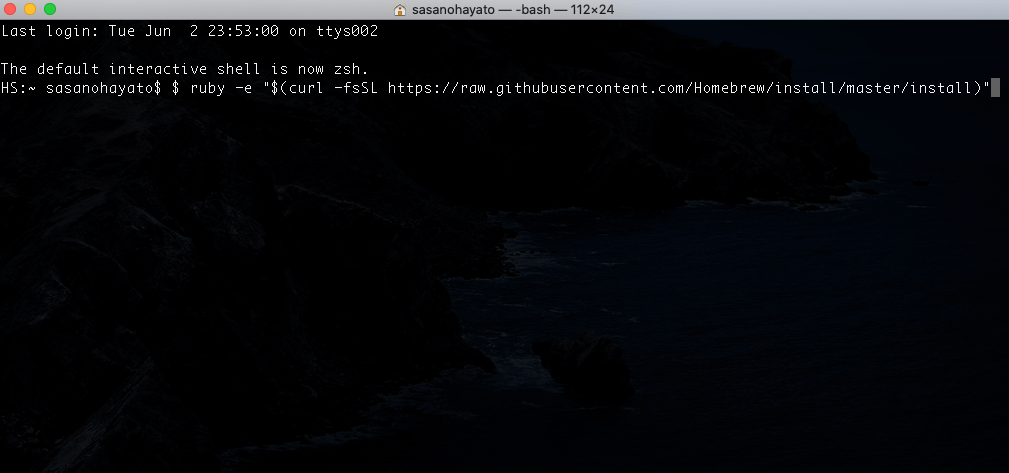 sasanohayato — -bash — 112×24
Last login: Tue Jun  2 23:53:00 on ttys002
The default interactive shell is now zsh.
HS:~ sasanohayato$ $ ruby -e "$(curl -fsSL https://raw.githubusercontent.com/Homebrew/install/master/install)"